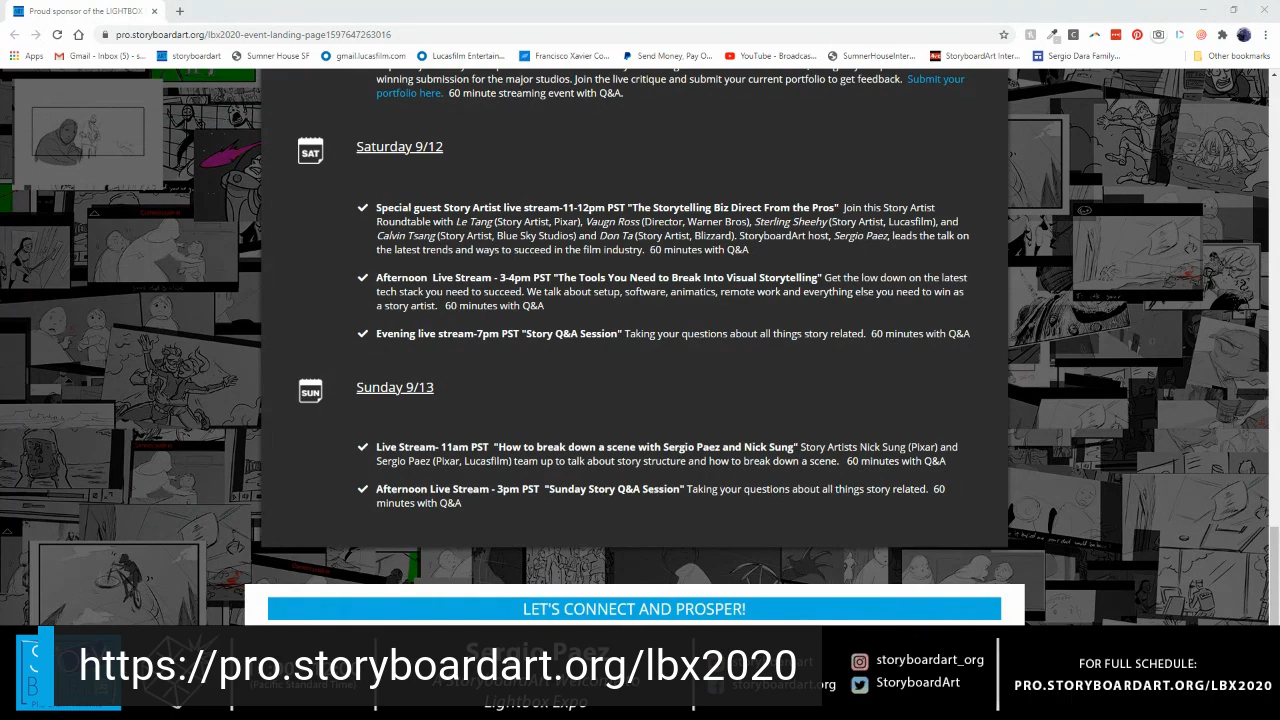 Proud sponsor of the LIGHTBOX
pro.storyboardart.org/lbx2020-event-landing-page1597647263016
Apps
Gmail - Inbox (5) - s...
storyboardart
Sumner House SF
gmail.lucasfilm.com
Lucasfilm Entertain...
Francisco Xavier Co...
Send Money, Pay O...
YouTube - Broadcas...
SumnerHouseInter...
StoryboardArt Inter...
Sergio Dara Family...
Other bookmarks
winning submission for the major studios. Join the live critique and submit your current portfolio to get feedback. Submit your
portfolio here. 60 minute streaming event with Q&A.
SAT
Saturday 9/12
Special guest Story Artist live stream-11-12pm PST "The Storytelling Biz Direct From the Pros" Join this Story Artist
Roundtable with Le Tang (Story Artist, Pixar), Vaugn Ross (Director, Warner Bros), Sterling Sheehy (Story Artist, Lucasfilm), and
Calvin Tsang (Story Artist, Blue Sky Studios) and Don Ta (Story Artist, Blizzard). StoryboardArt host, Sergio Paez, leads the talk on
the latest trends and ways to succeed in the film industry. 60 minutes with Q&A
Afternoon Live Stream - 3-4pm PST "The Tools You Need to Break Into Visual Storytelling" Get the low down on the latest
tech stack you need to succeed. We talk about setup, software, animatics, remote work and everything else you need to win as
a story artist. 60 minutes with Q&A
Evening live stream-7pm PST "Story Q&A Session" Taking your questions about all things story related. 60 minutes with Q&A
SUN
Sunday 9/13
Live Stream- 11am PST "How to break down a scene with Sergio Paez and Nick Sung" Story Artists Nick Sung (Pixar) and
Sergio Paez (Pixar, Lucasfilm) team up to talk about story structure and how to break down a scene. 60 minutes with Q&A
Afternoon Live Stream - 3pm PST "Sunday Story Q&A Session" Taking your questions about all things story related. 60
minutes with Q&A
LET'S CONNECT AND PROSPER!
https://pro.storyboardart.org/lbx2020
Sergio Paez
(Pacific Standard Time)
Lightbox Expo
storyboardart_org
StoryboardArt
FOR FULL SCHEDULE:
PRO.STORYBOARDART.ORG/LBX2020